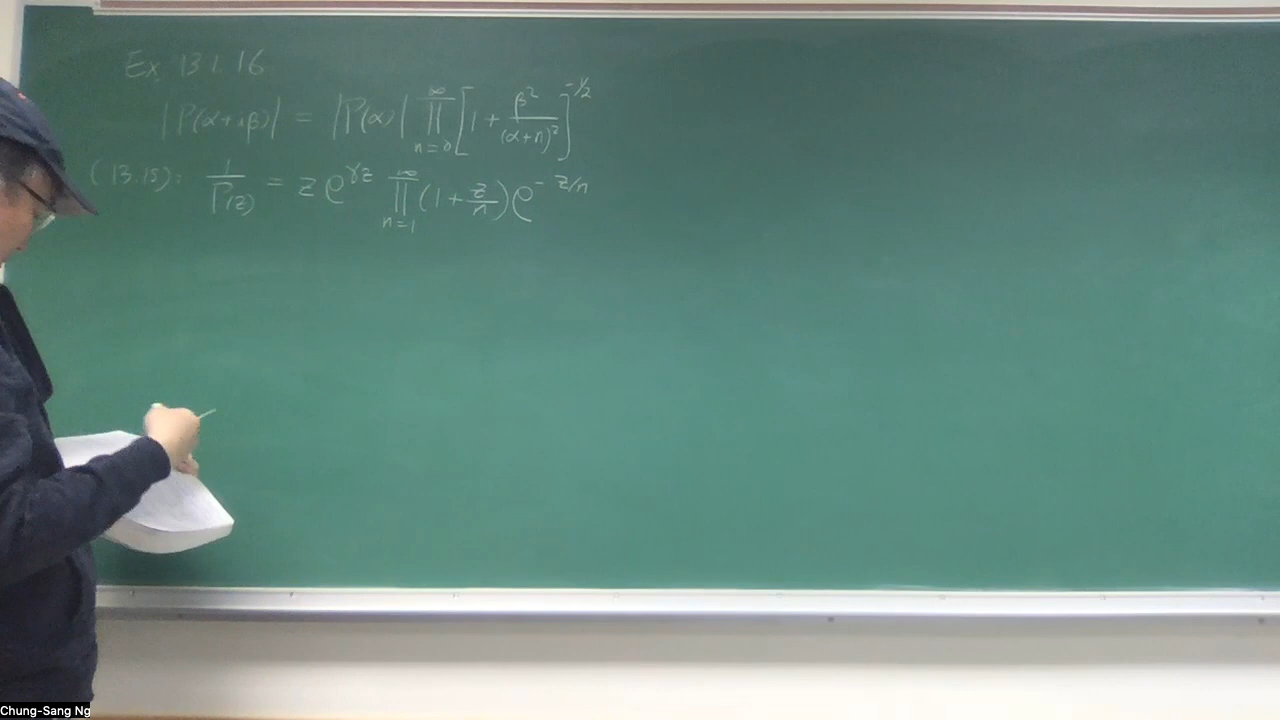 Ex. 13.1.16
|Γ(α+iβ)| = |Γ(α)| ∏_{n=0}^{∞} [1 + β²/(α+n)²]^{-1/2}
(13.15): 1/Γ(z) = z e^{γz} ∏_{n=1}^{∞} (1 + z/n) e^{-z/n}
Chung-Sang Ng